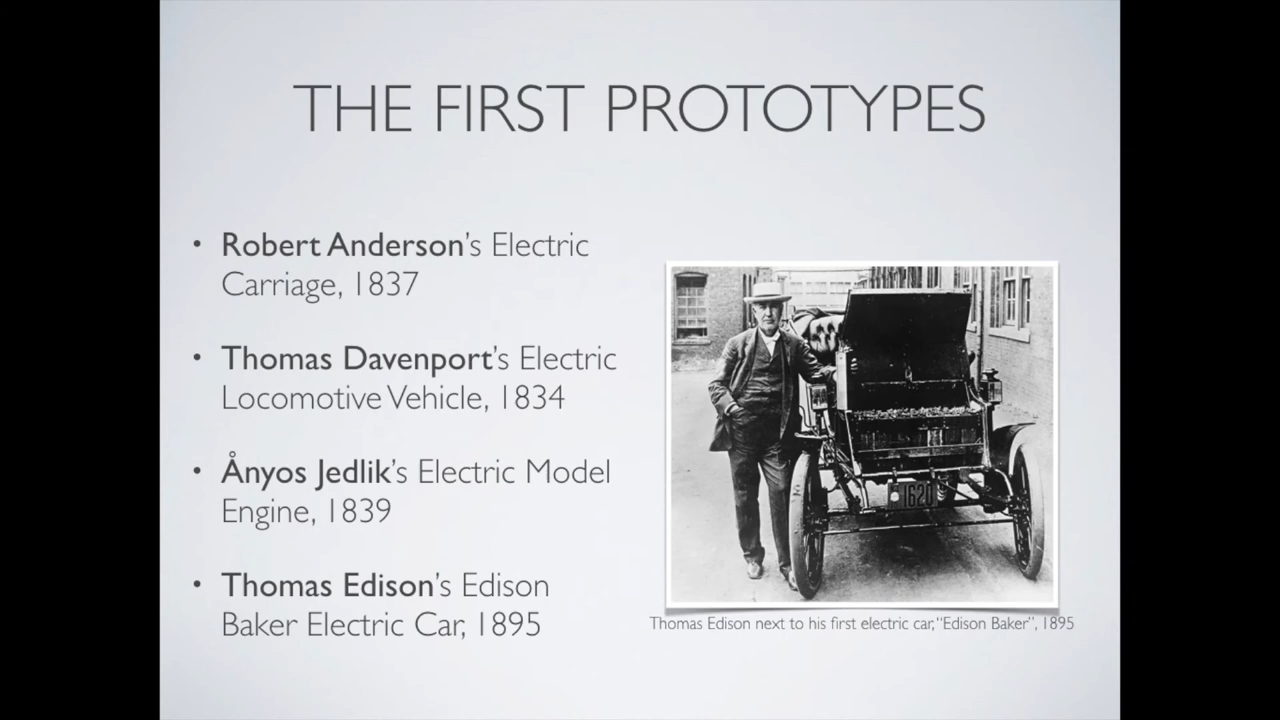 THE FIRST PROTOTYPES
• Robert Anderson's Electric
Carriage, 1837
• Thomas Davenport's Electric
Locomotive Vehicle, 1834
• Ånyos Jedlik's Electric Model
Engine, 1839
• Thomas Edison's Edison
Baker Electric Car, 1895
1620
Thomas Edison next to his first electric car, "Edison Baker", 1895